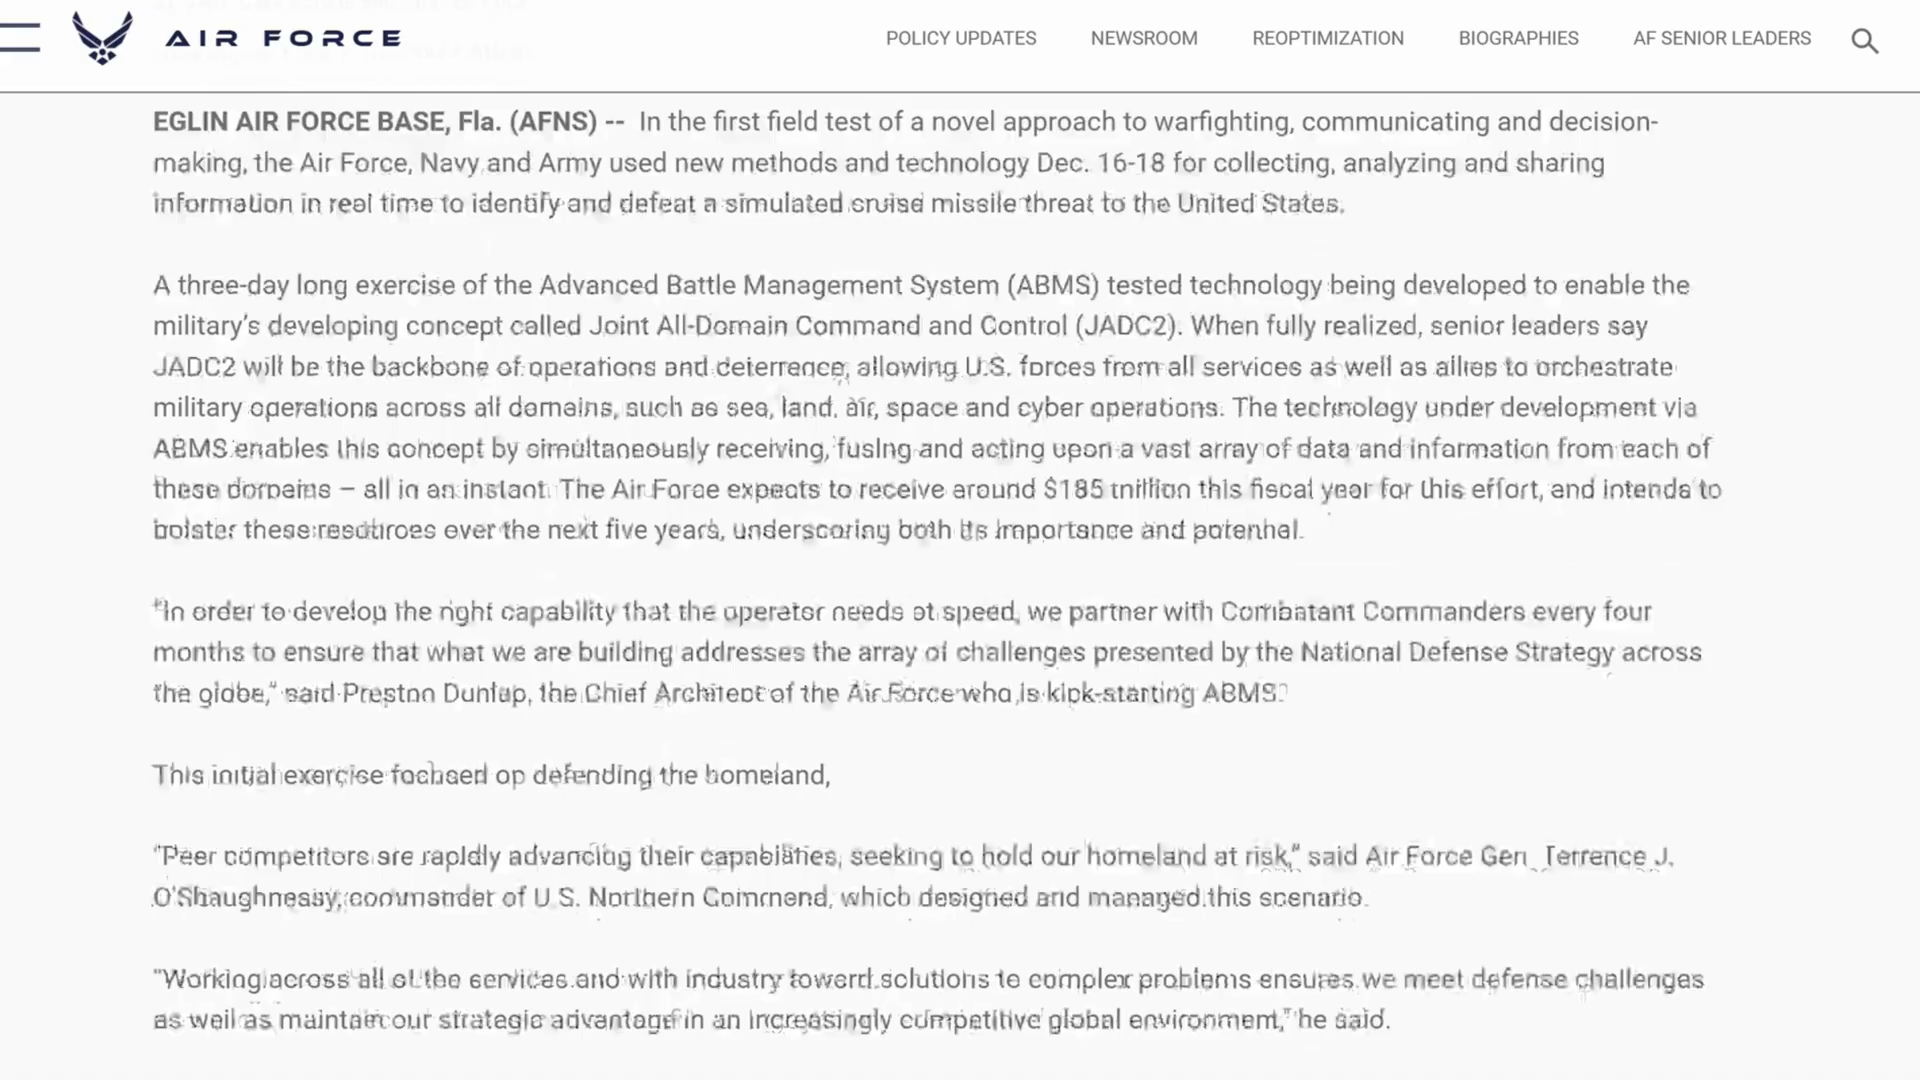 AIR FORCE
POLICY UPDATES
NEWSROOM
REOPTIMIZATION
BIOGRAPHIES
AF SENIOR LEADERS
EGLIN AIR FORCE BASE, Fla. (AFNS) -- In the first field test of a novel approach to warfighting, communicating and decision-
making, the Air Force, Navy and Army used new methods and technology Dec. 16-18 for collecting, analyzing and sharing
information in real time to identify and defeat a simulated cruise missile threat to the United States.
A three-day long exercise of the Advanced Battle Management System (ABMS) tested technology being developed to enable the
military’s developing concept called Joint All-Domain Command and Control (JADC2). When fully realized, senior leaders say
JADC2 will be the backbone of operations and deterrence, allowing U.S. forces from all services as well as allies to orchestrate
military operations across all domains, such as sea, land, air, space and cyber operations. The technology under development via
ABMS enables this concept by simultaneously receiving, fusing and acting upon a vast array of data and information from each of
these domains – all in an instant. The Air Force expects to receive around $185 million this fiscal year for this effort, and intends to
bolster these resources over the next five years, underscoring both its importance and potential.
“In order to develop the right capability that the operator needs at speed, we partner with Combatant Commanders every four
months to ensure that what we are building addresses the array of challenges presented by the National Defense Strategy across
the globe,” said Preston Dunlap, the Chief Architect of the Air Force who is kick-starting ABMS.
This initial exercise focused on defending the homeland,
“Peer competitors are rapidly advancing their capabilities, seeking to hold our homeland at risk,” said Air Force Gen. Terrence J.
O’Shaughnessy, commander of U.S. Northern Command, which designed and managed this scenario.
“Working across all of the services and with industry toward solutions to complex problems ensures we meet defense challenges
as well as maintain our strategic advantage in an increasingly competitive global environment,” he said.